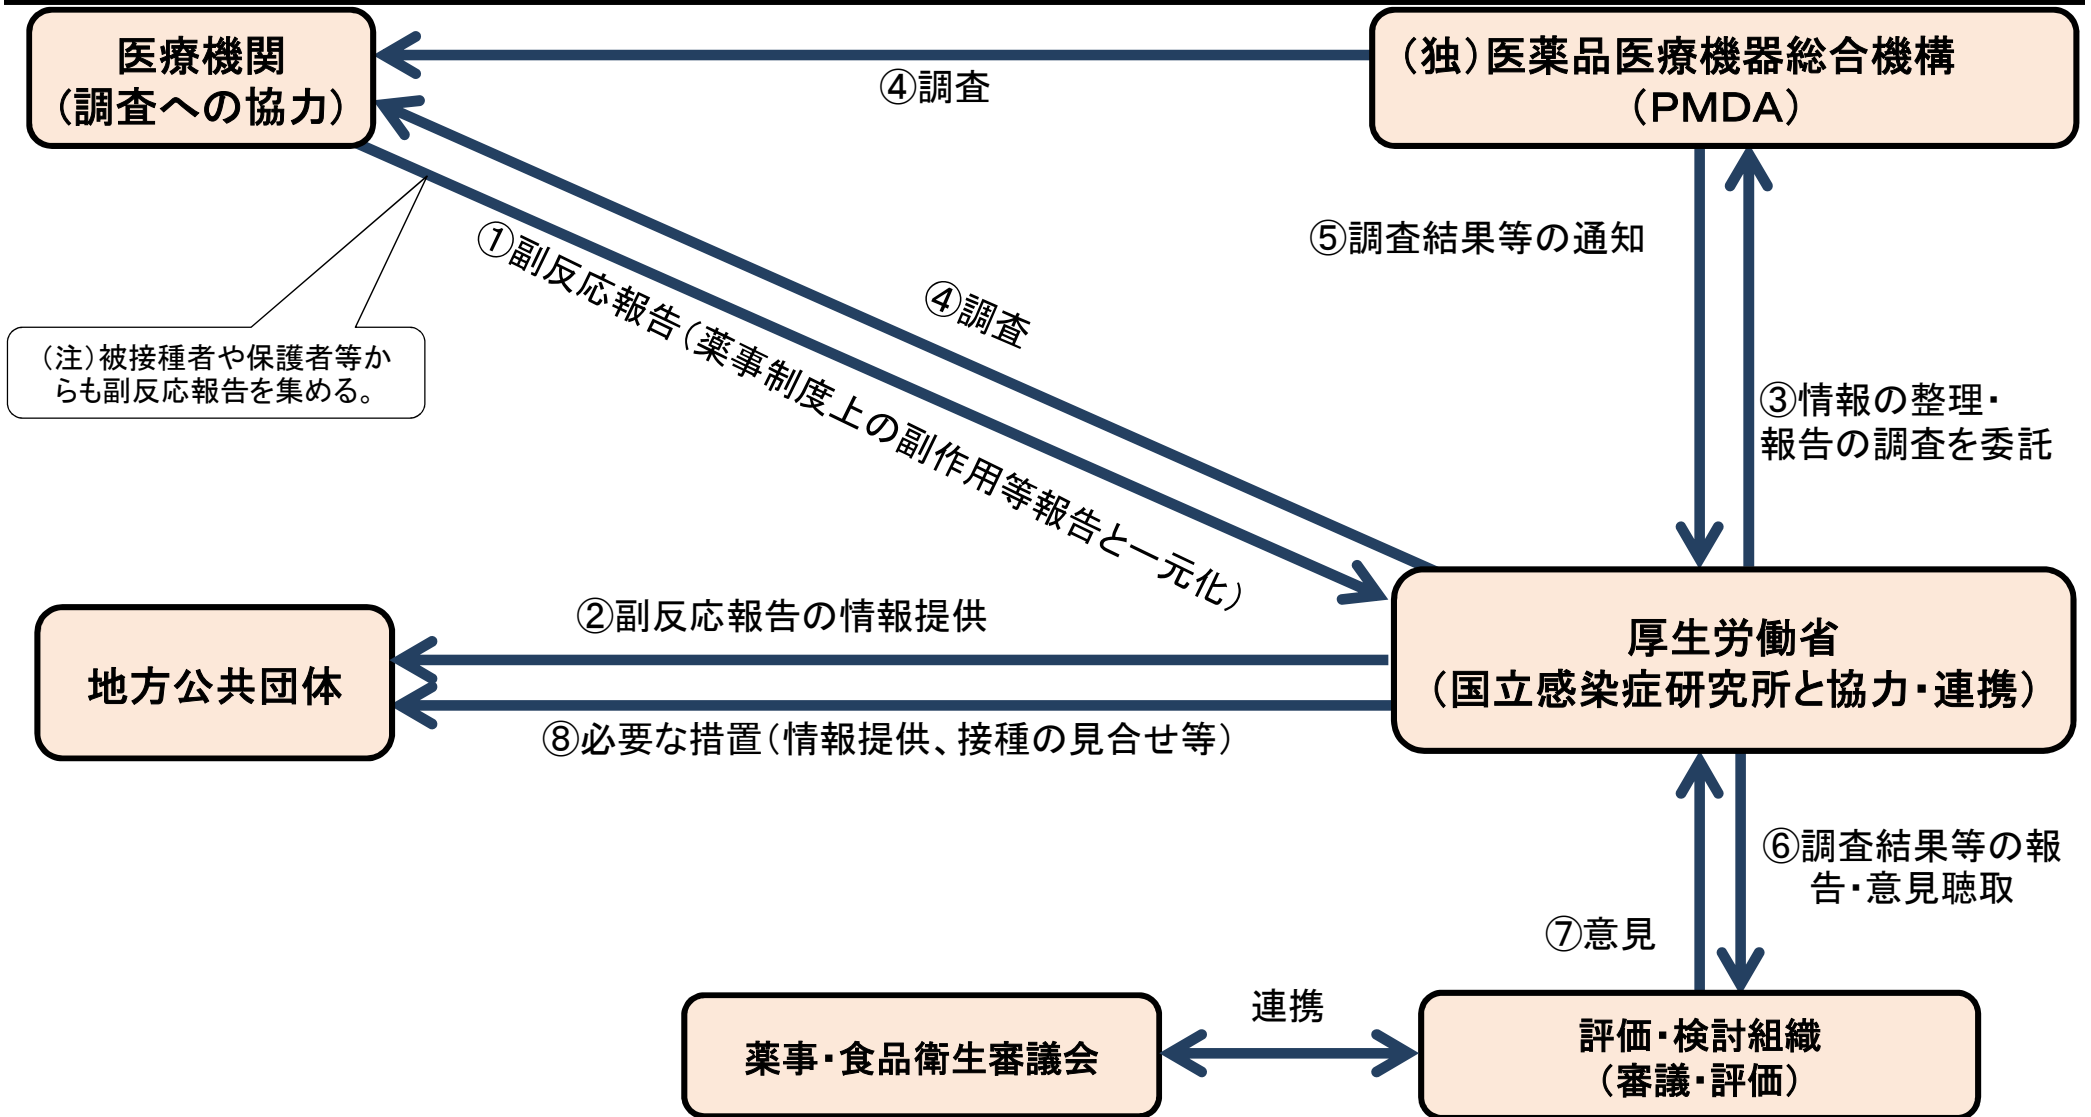 医療機関
（調査への協力）
（独）医薬品医療機器総合機構
（ＰＭＤＡ）
④調査
①副反応報告（薬事制度上の副作用等報告と一元化）
④調査
⑤調査結果等の通知
③情報の整理・
報告の調査を委託
（注）被接種者や保護者等か
らも副反応報告を集める。
②副反応報告の情報提供
地方公共団体
厚生労働省
（国立感染症研究所と協力・連携）
⑧必要な措置（情報提供、接種の見合せ等）
⑥調査結果等の報
告・意見聴取
⑦意見
連携
薬事・食品衛生審議会
評価・検討組織
（審議・評価）